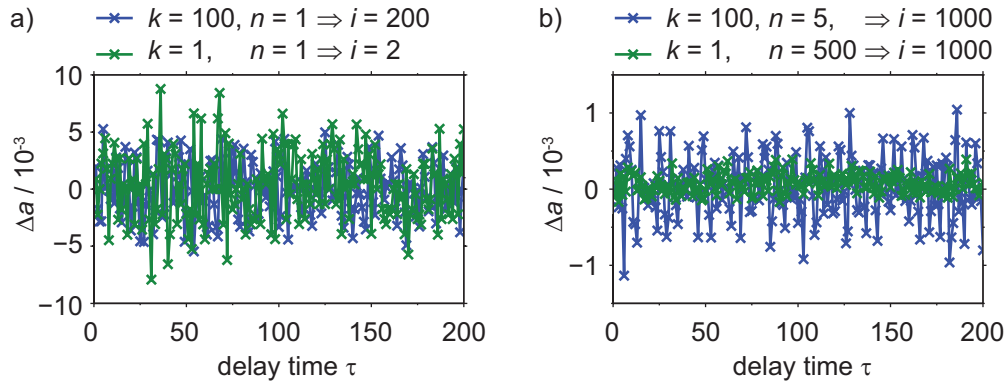 a)
k = 100, n = 1 ⇒ i = 200
k = 1, n = 1 ⇒ i = 2
10
5
0
−5
−10
Δa / 10⁻³
0 50 100 150 200
delay time τ
b)
k = 100, n = 5, ⇒ i = 1000
k = 1, n = 500 ⇒ i = 1000
1
0
−1
Δa / 10⁻³
0 50 100 150 200
delay time τ